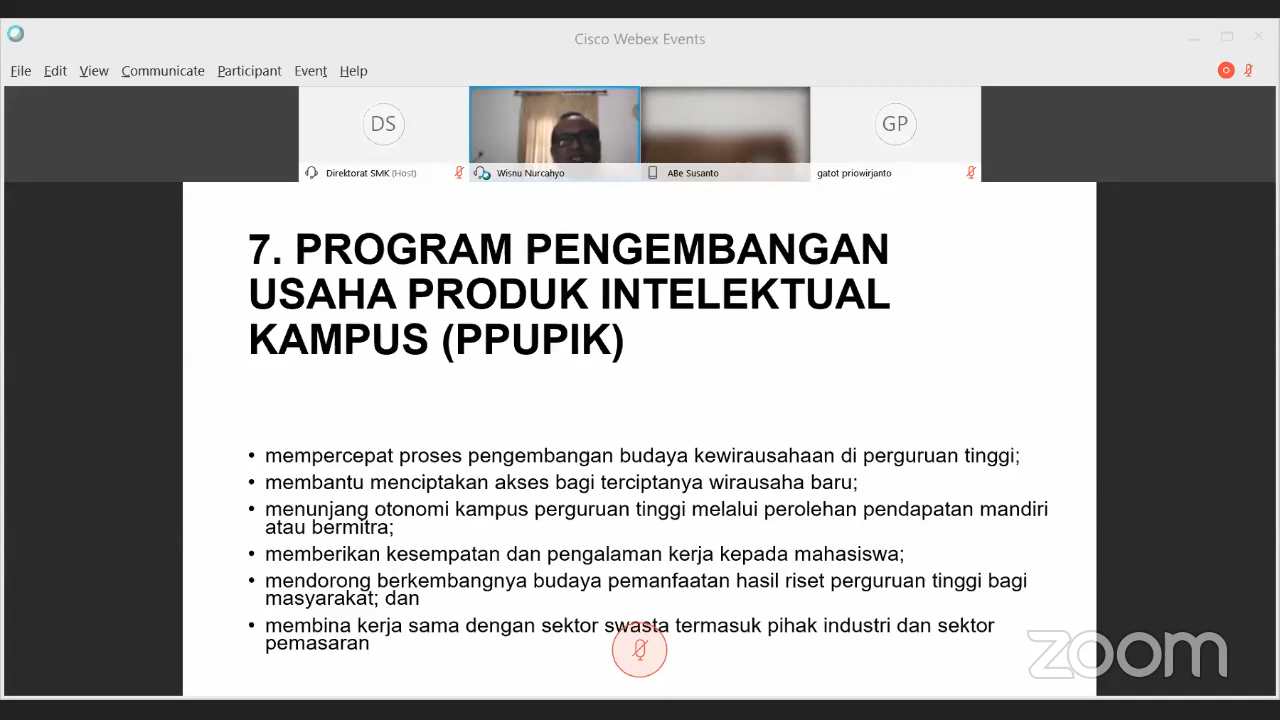 Cisco Webex Events
File Edit View Communicate Participant Event Help
DS
GP
Direktorat SMK (Host)
Wisnu Nurcahyo
ABe Susanto
gatot priowirjanto
7. PROGRAM PENGEMBANGAN
USAHA PRODUK INTELEKTUAL
KAMPUS (PPUPIK)
• mempercepat proses pengembangan budaya kewirausahaan di perguruan tinggi;
• membantu menciptakan akses bagi terciptanya wirausaha baru;
• menunjang otonomi kampus perguruan tinggi melalui perolehan pendapatan mandiri
atau bermitra;
• memberikan kesempatan dan pengalaman kerja kepada mahasiswa;
• mendorong berkembangnya budaya pemanfaatan hasil riset perguruan tinggi bagi
masyarakat; dan
• membina kerja sama dengan sektor swasta termasuk pihak industri dan sektor
pemasaran
zoom